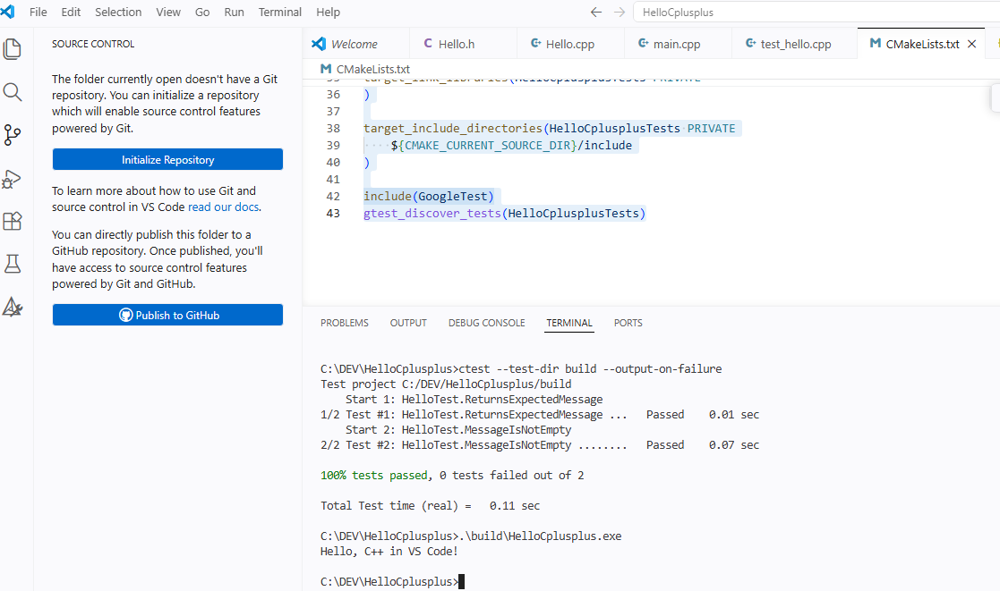 File Edit Selection View Go Run Terminal Help
HelloCplusplus
SOURCE CONTROL
The folder currently open doesn't have a Git
repository. You can initialize a repository
which will enable source control features
powered by Git.
Initialize Repository
To learn more about how to use Git and
source control in VS Code read our docs.
You can directly publish this folder to a
GitHub repository. Once published, you'll
have access to source control features
powered by Git and GitHub.
Publish to GitHub
Welcome
C Hello.h
C+ Hello.cpp
C+ main.cpp
C+ test_hello.cpp
M CMakeLists.txt
M CMakeLists.txt
35 target_link_libraries(HelloCplusplusTests PRIVATE
36 )
37
38 target_include_directories(HelloCplusplusTests PRIVATE
39 ${CMAKE_CURRENT_SOURCE_DIR}/include
40 )
41
42 include(GoogleTest)
43 gtest_discover_tests(HelloCplusplusTests)
PROBLEMS OUTPUT DEBUG CONSOLE TERMINAL PORTS
C:\DEV\HelloCplusplus>ctest --test-dir build --output-on-failure
Test project C:/DEV/HelloCplusplus/build
Start 1: HelloTest.ReturnsExpectedMessage
1/2 Test #1: HelloTest.ReturnsExpectedMessage ... Passed 0.01 sec
Start 2: HelloTest.MessageIsNotEmpty
2/2 Test #2: HelloTest.MessageIsNotEmpty ........ Passed 0.07 sec
100% tests passed, 0 tests failed out of 2
Total Test time (real) = 0.11 sec
C:\DEV\HelloCplusplus>.\build\HelloCplusplus.exe
Hello, C++ in VS Code!
C:\DEV\HelloCplusplus>